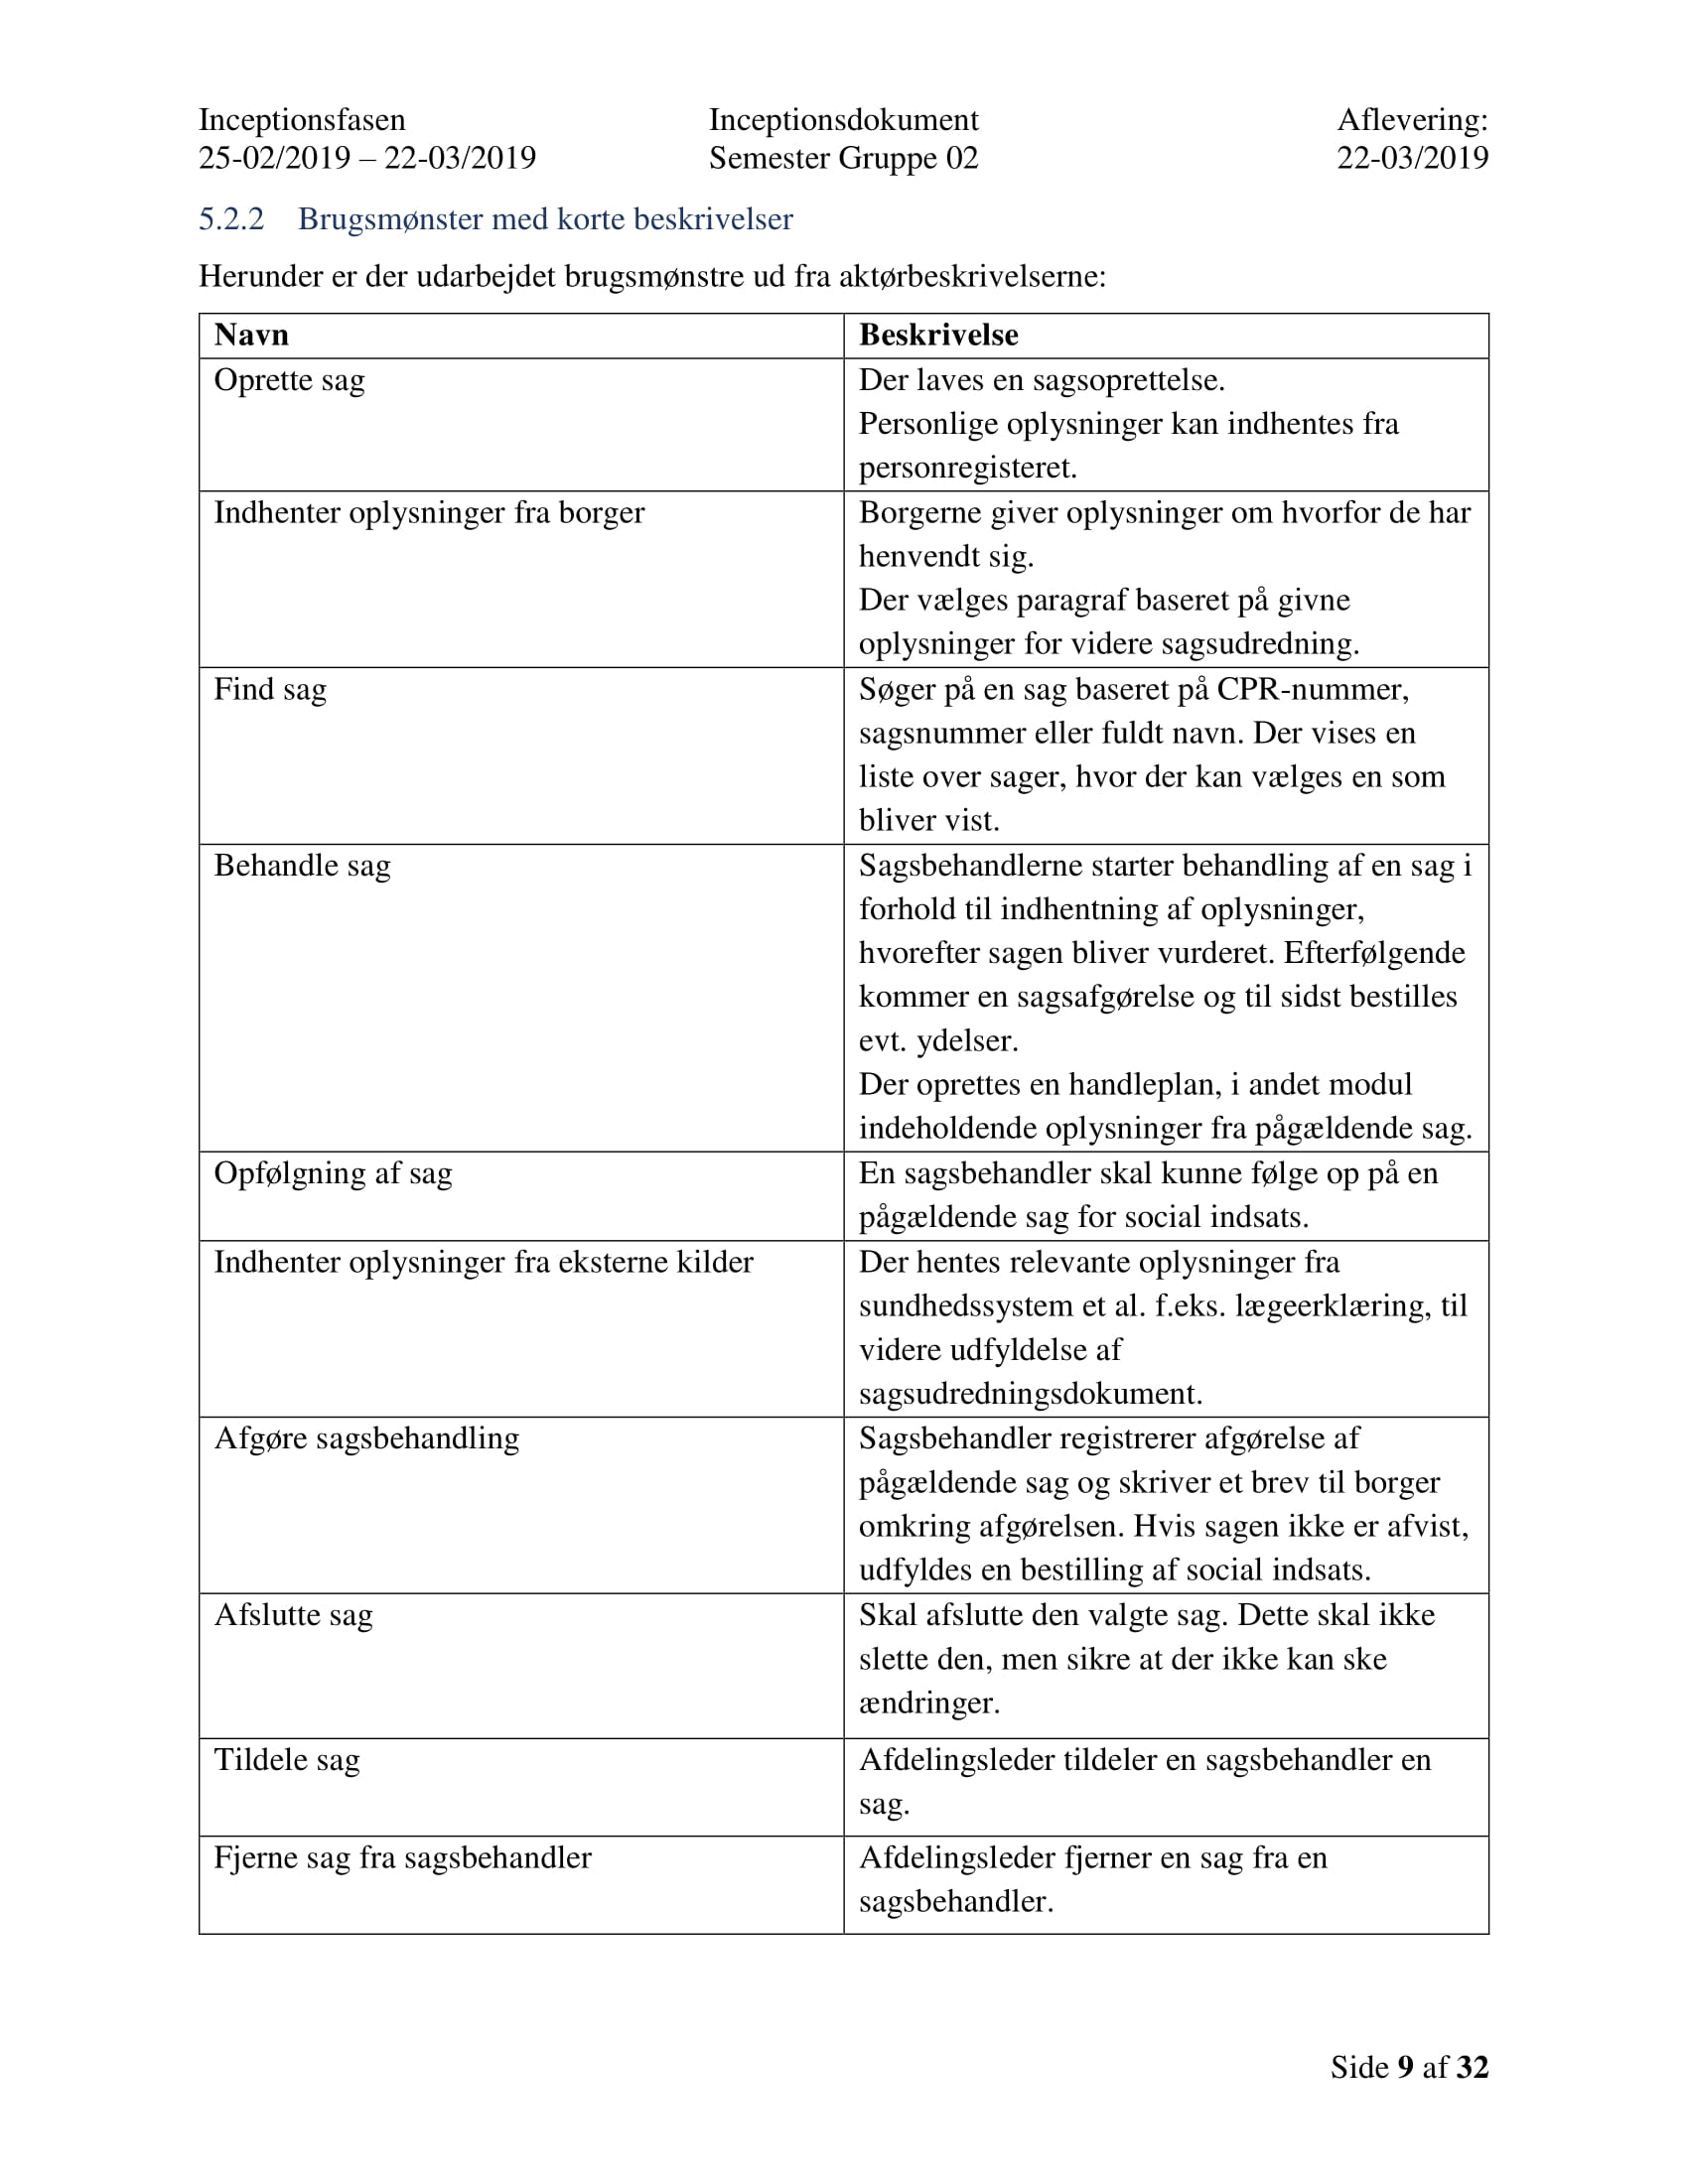 Inceptionsfasen Inceptionsdokument Aflevering:
25-02/2019 – 22-03/2019 Semester Gruppe 02 22-03/2019
5.2.2 Brugsmønster med korte beskrivelser
Herunder er der udarbejdet brugsmønstre ud fra aktørbeskrivelserne:
Navn Beskrivelse
Oprette sag Der laves en sagsoprettelse.
Personlige oplysninger kan indhentes fra
personregisteret.
Indhenter oplysninger fra borger Borgerne giver oplysninger om hvorfor de har
henvendt sig.
Der vælges paragraf baseret på givne
oplysninger for videre sagsudredning.
Find sag Søger på en sag baseret på CPR-nummer,
sagsnummer eller fuldt navn. Der vises en
liste over sager, hvor der kan vælges en som
bliver vist.
Behandle sag Sagsbehandlerne starter behandling af en sag i
forhold til indhentning af oplysninger,
hvorefter sagen bliver vurderet. Efterfølgende
kommer en sagsafgørelse og til sidst bestilles
evt. ydelser.
Der oprettes en handleplan, i andet modul
indeholdende oplysninger fra pågældende sag.
Opfølgning af sag En sagsbehandler skal kunne følge op på en
pågældende sag for social indsats.
Indhenter oplysninger fra eksterne kilder Der hentes relevante oplysninger fra
sundhedssystem et al. f.eks. lægeerklæring, til
videre udfyldelse af
sagsudredningsdokument.
Afgøre sagsbehandling Sagsbehandler registrerer afgørelse af
pågældende sag og skriver et brev til borger
omkring afgørelsen. Hvis sagen ikke er afvist,
udfyldes en bestilling af social indsats.
Afslutte sag Skal afslutte den valgte sag. Dette skal ikke
slette den, men sikre at der ikke kan ske
ændringer.
Tildele sag Afdelingsleder tildeler en sagsbehandler en
sag.
Fjerne sag fra sagsbehandler Afdelingsleder fjerner en sag fra en
sagsbehandler.
Side 9 af 32